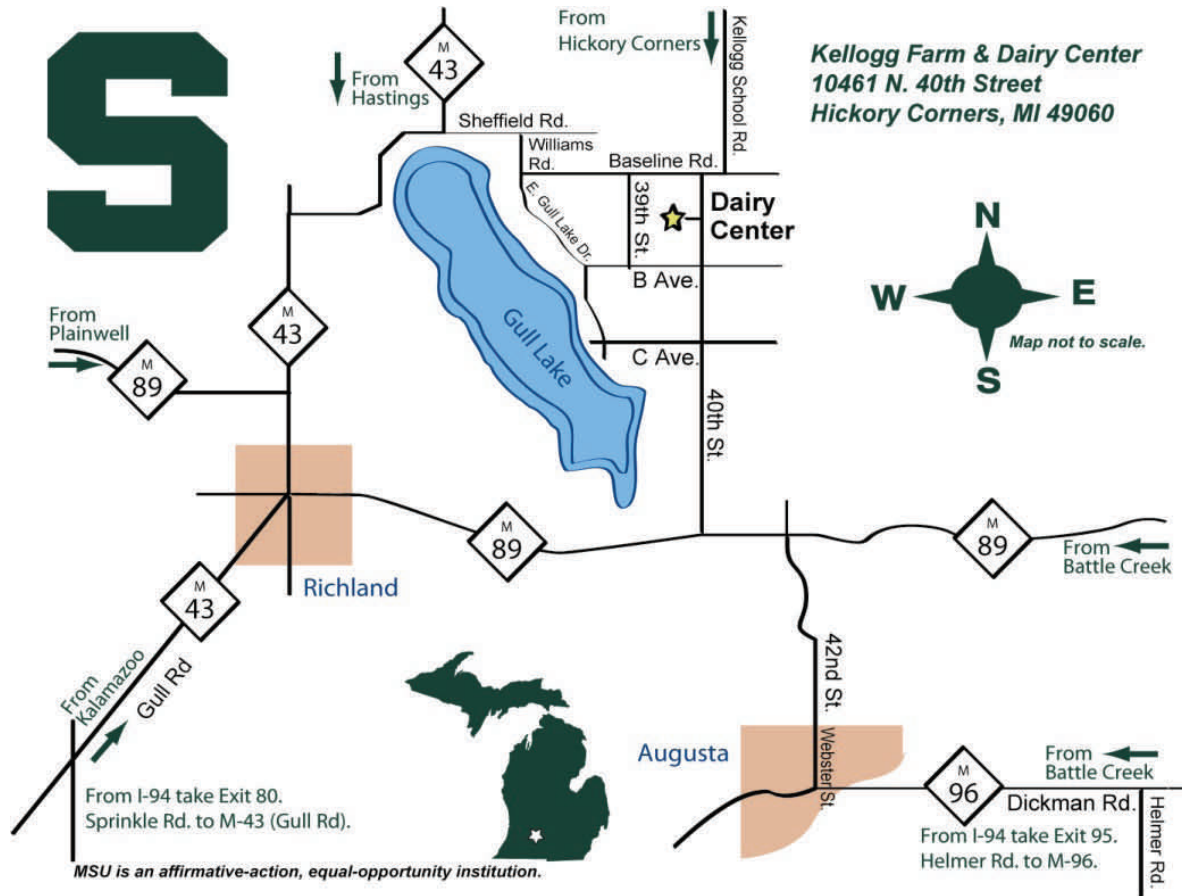 S
M
43
From
Hastings
From
Hickory Corners
Kellogg School Rd.
Kellogg Farm & Dairy Center
10461 N. 40th Street
Hickory Corners, MI 49060
Sheffield Rd.
Williams
Rd.
Baseline Rd.
E. Gull Lake Dr.
39th St.
Dairy
Center
B Ave.
C Ave.
40th St.
Gull Lake
N
W
E
S
Map not to scale.
From
Plainwell
M
89
M
43
Richland
M
89
M
89
From
Battle Creek
M
43
From
Kalamazoo
Gull Rd
42nd St.
Augusta
Webster St.
M
96
From
Battle Creek
Dickman Rd.
Helmer Rd.
From I-94 take Exit 80.
Sprinkle Rd. to M-43 (Gull Rd).
From I-94 take Exit 95.
Helmer Rd. to M-96.
MSU is an affirmative-action, equal-opportunity institution.